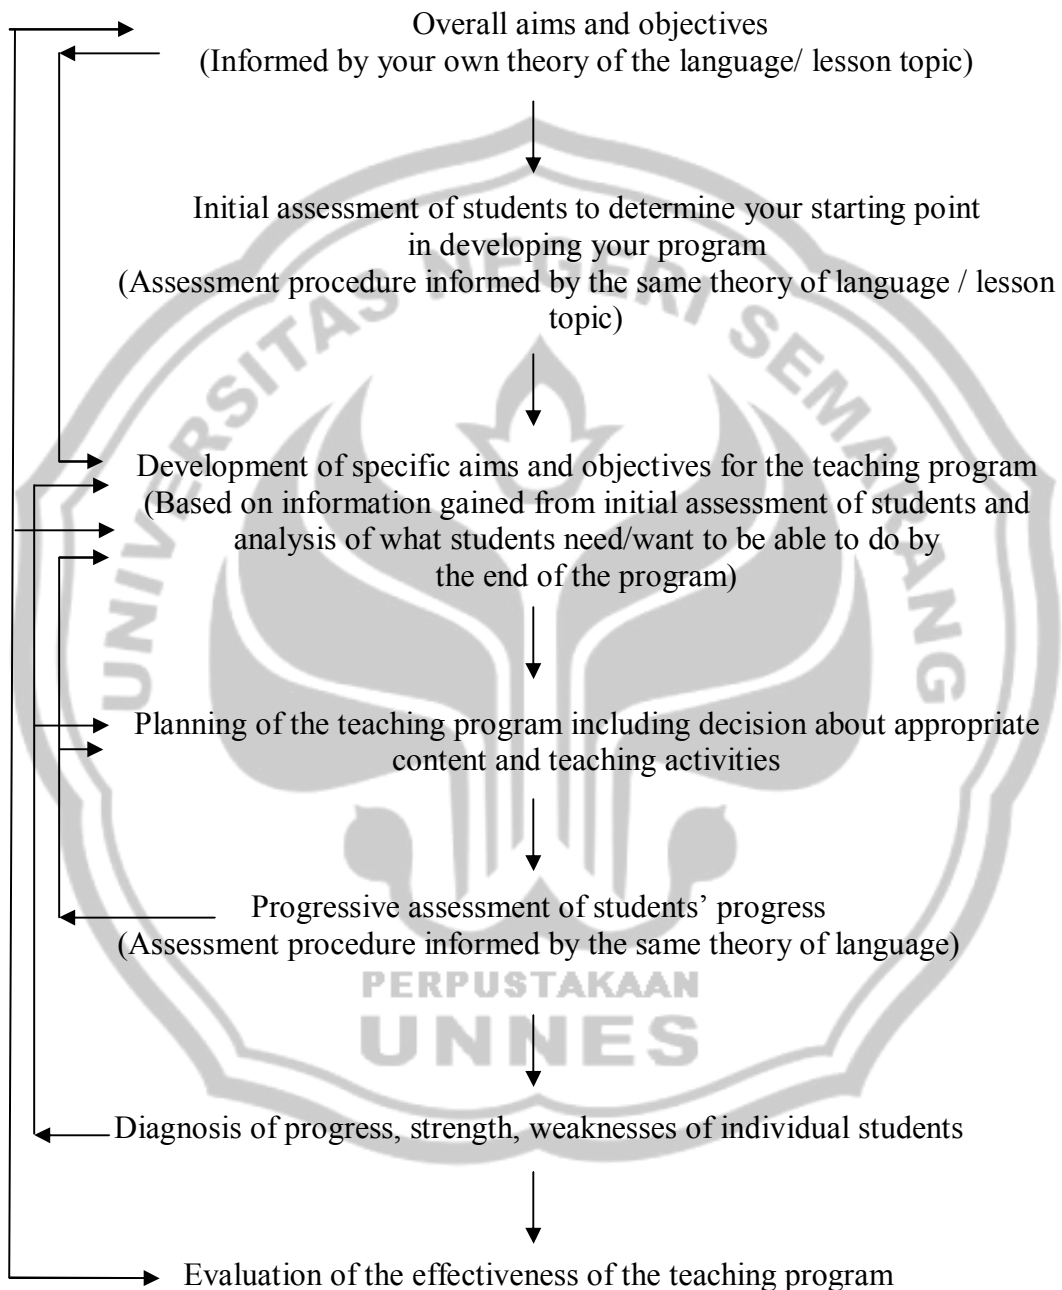 Overall aims and objectives
(Informed by your own theory of the language/ lesson topic)
Initial assessment of students to determine your starting point
in developing your program
(Assessment procedure informed by the same theory of language / lesson
topic)
Development of specific aims and objectives for the teaching program
(Based on information gained from initial assessment of students and
analysis of what students need/want to be able to do by
the end of the program)
Planning of the teaching program including decision about appropriate
content and teaching activities
Progressive assessment of students’ progress
(Assessment procedure informed by the same theory of language)
Diagnosis of progress, strength, weaknesses of individual students
Evaluation of the effectiveness of the teaching program
UNIVERSITAS NEGERI SEMARANG
PERPUSTAKAAN
UNNES